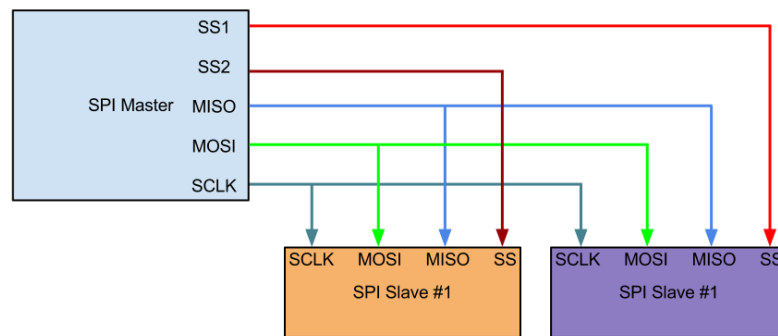 SS1
SS2
SPI Master
MISO
MOSI
SCLK
SCLK MOSI MISO SS
SPI Slave #1
SCLK MOSI MISO SS
SPI Slave #1